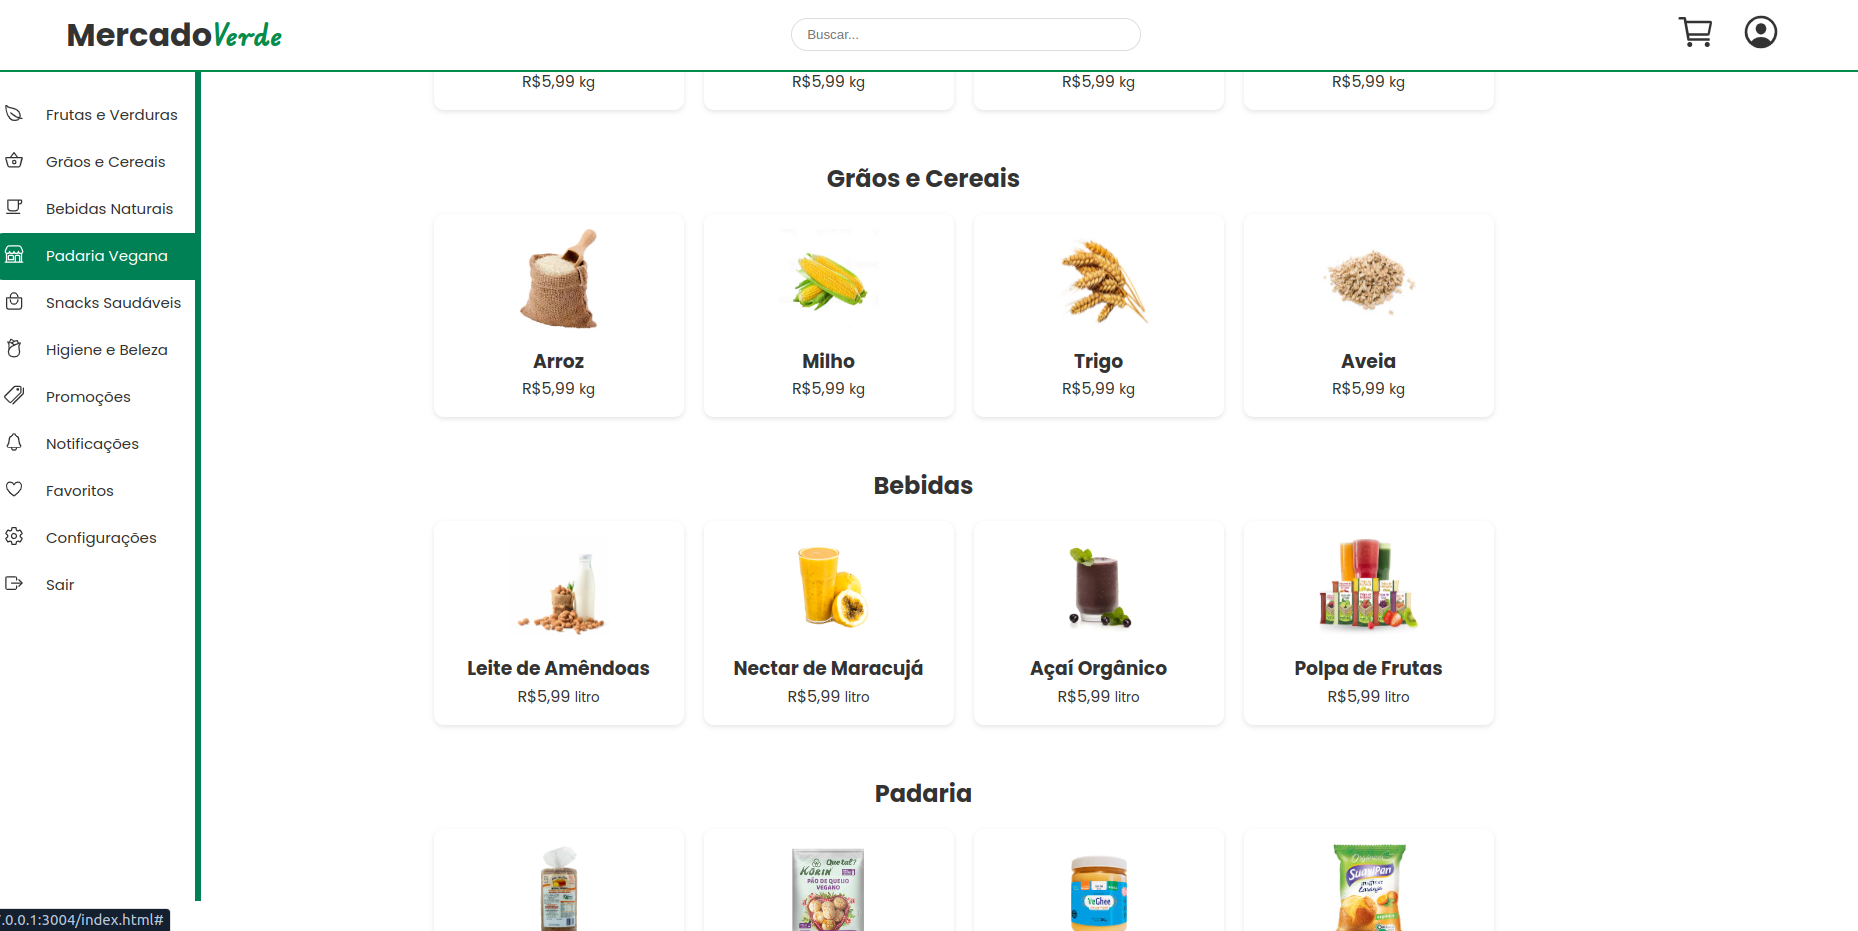 MercadoVerde
Buscar...
Frutas e Verduras
Grãos e Cereais
Bebidas Naturais
Padaria Vegana
Snacks Saudáveis
Higiene e Beleza
Promoções
Notificações
Favoritos
Configurações
Sair
R$5,99 kg
R$5,99 kg
R$5,99 kg
R$5,99 kg
Grãos e Cereais
Arroz
R$5,99 kg
Milho
R$5,99 kg
Trigo
R$5,99 kg
Aveia
R$5,99 kg
Bebidas
Leite de Amêndoas
R$5,99 litro
Nectar de Maracujá
R$5,99 litro
Açaí Orgânico
R$5,99 litro
Polpa de Frutas
R$5,99 litro
Padaria
Que tal?
KORIN
PÃO DE QUEIJO
VEGANO
VeGhee
SuaviPan
.0.0.1:3004/index.html#